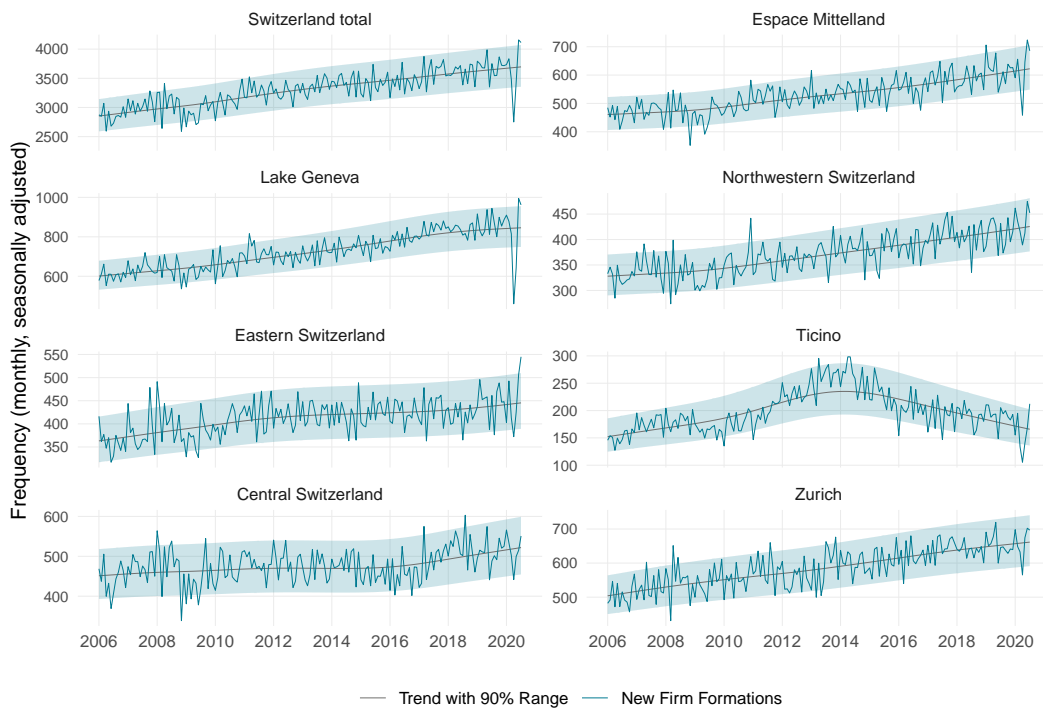 Switzerland total
Espace Mittelland
4000
3500
3000
2500
700
600
500
400
Lake Geneva
Northwestern Switzerland
1000
800
600
450
400
350
300
Eastern Switzerland
Ticino
550
500
450
400
350
300
250
200
150
100
Central Switzerland
Zurich
600
500
400
700
600
500
2006 2008 2010 2012 2014 2016 2018 2020
2006 2008 2010 2012 2014 2016 2018 2020
Frequency (monthly, seasonally adjusted)
Trend with 90% Range
New Firm Formations